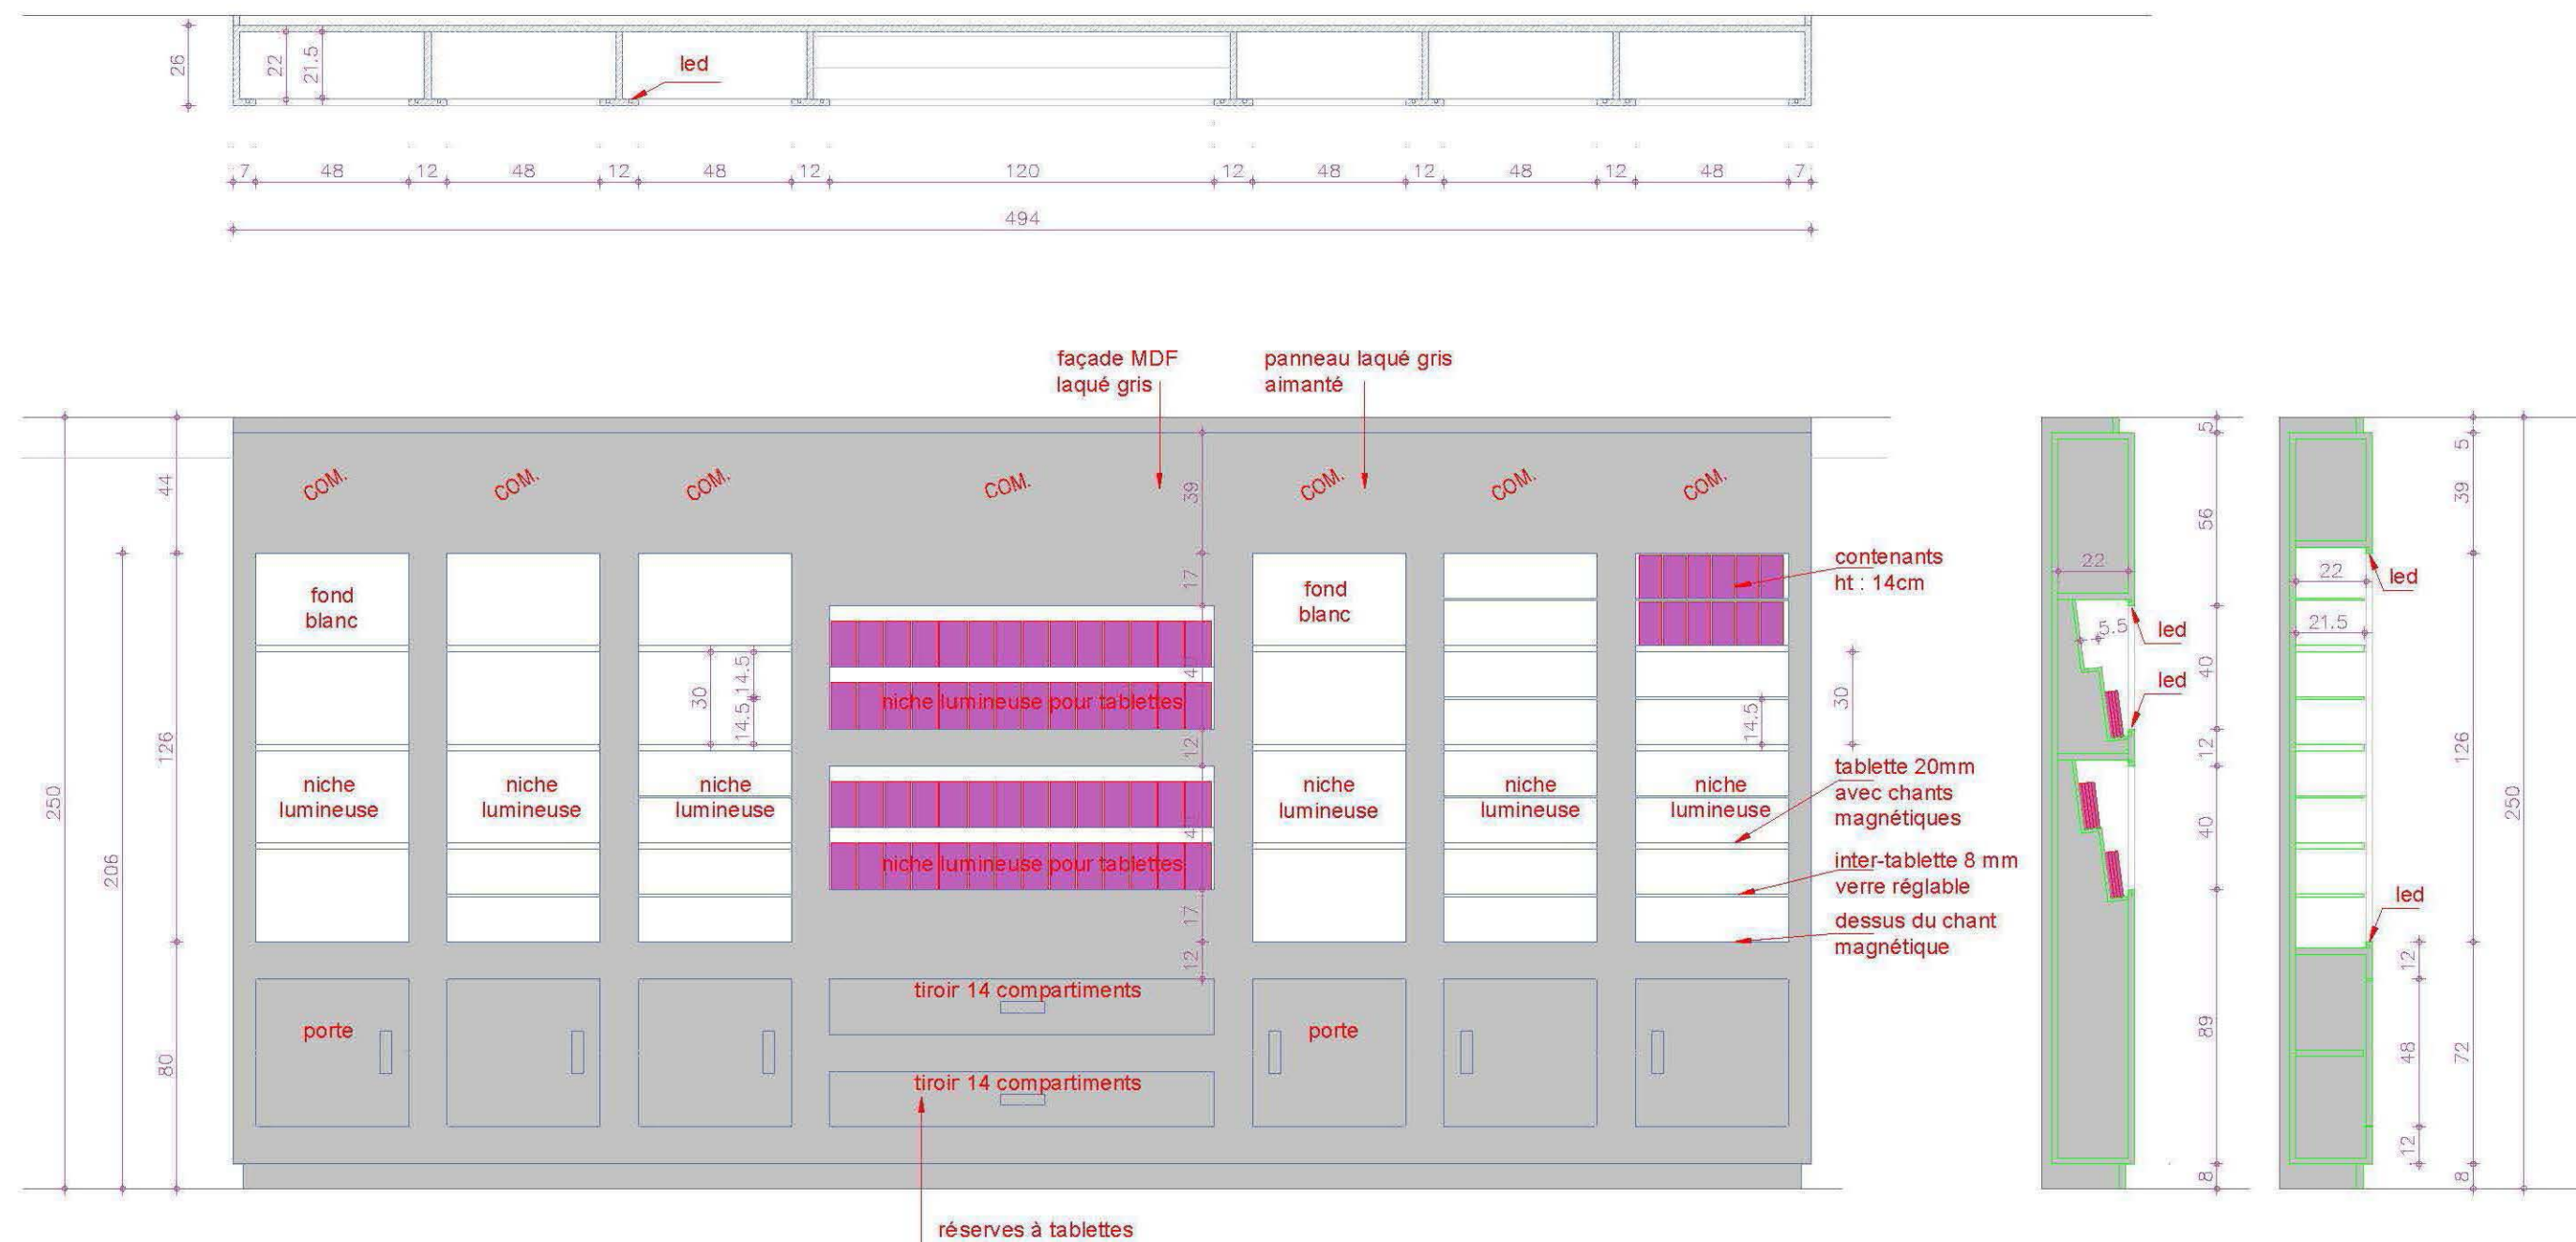 26
22
21.5
led
7
48
12
48
12
48
12
120
12
48
12
48
12
48
7
494
façade MDF
laqué gris
panneau laqué gris
aimanté
COM.
COM.
COM.
COM.
COM.
COM.
COM.
44
39
250
206
126
80
fond
blanc
fond
blanc
17
contenants
ht : 14cm
30
14.5
14.5
niche lumineuse pour tablettes
12
30
14.5
niche
lumineuse
niche
lumineuse
niche
lumineuse
niche
lumineuse
niche
lumineuse
niche
lumineuse
niche lumineuse pour tablettes
tablette 20mm
avec chants
magnétiques
inter-tablette 8 mm
verre réglable
dessus du chant
magnétique
17
12
tiroir 14 compartiments
porte
porte
tiroir 14 compartiments
réserves à tablettes
5
56
22
5.5
led
led
40
12
40
89
8
5
39
22
led
21.5
126
250
led
12
48
12
72
8